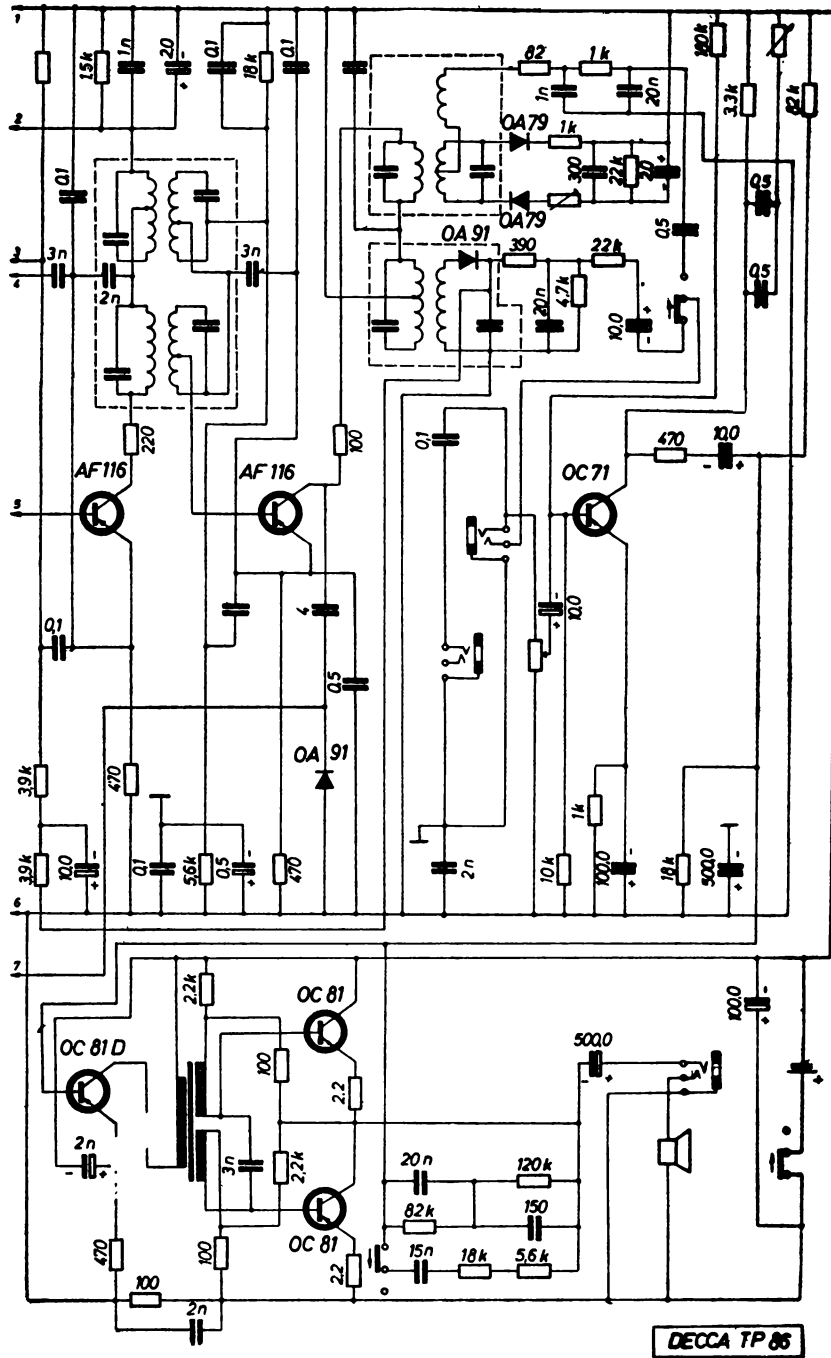 1
15k
1n
2,0
- +
0,1
18k
0,1
82
1k
1n
20n
180k
3,3k
82k
2
OA79
1k
300
22k
2,0
+ -
0,1
OA79
0,5
0,5
3
3n
4
2n
3n
OA91
390
22k
20n
4,7k
10,0
+ -
0,5
220
100
0,1
470
10,0
- +
AF116
AF116
OC71
5
0,1
4
0,5
10,0
- +
OA 91
3,9k
470
1k
3,9k
10,0
- +
0,1
5,6k
0,5
- +
470
2n
10k
100,0
- +
18k
500,0
- +
6
7
2,2k
OC 81
100,0
- +
OC 81D
100
2,2
500,0
- +
+
2n
- +
3n
2,2k
20n
120k
82k
150
OC 81
15n
18k
5,6k
470
100
2,2
100
2n
DECCA TP 86